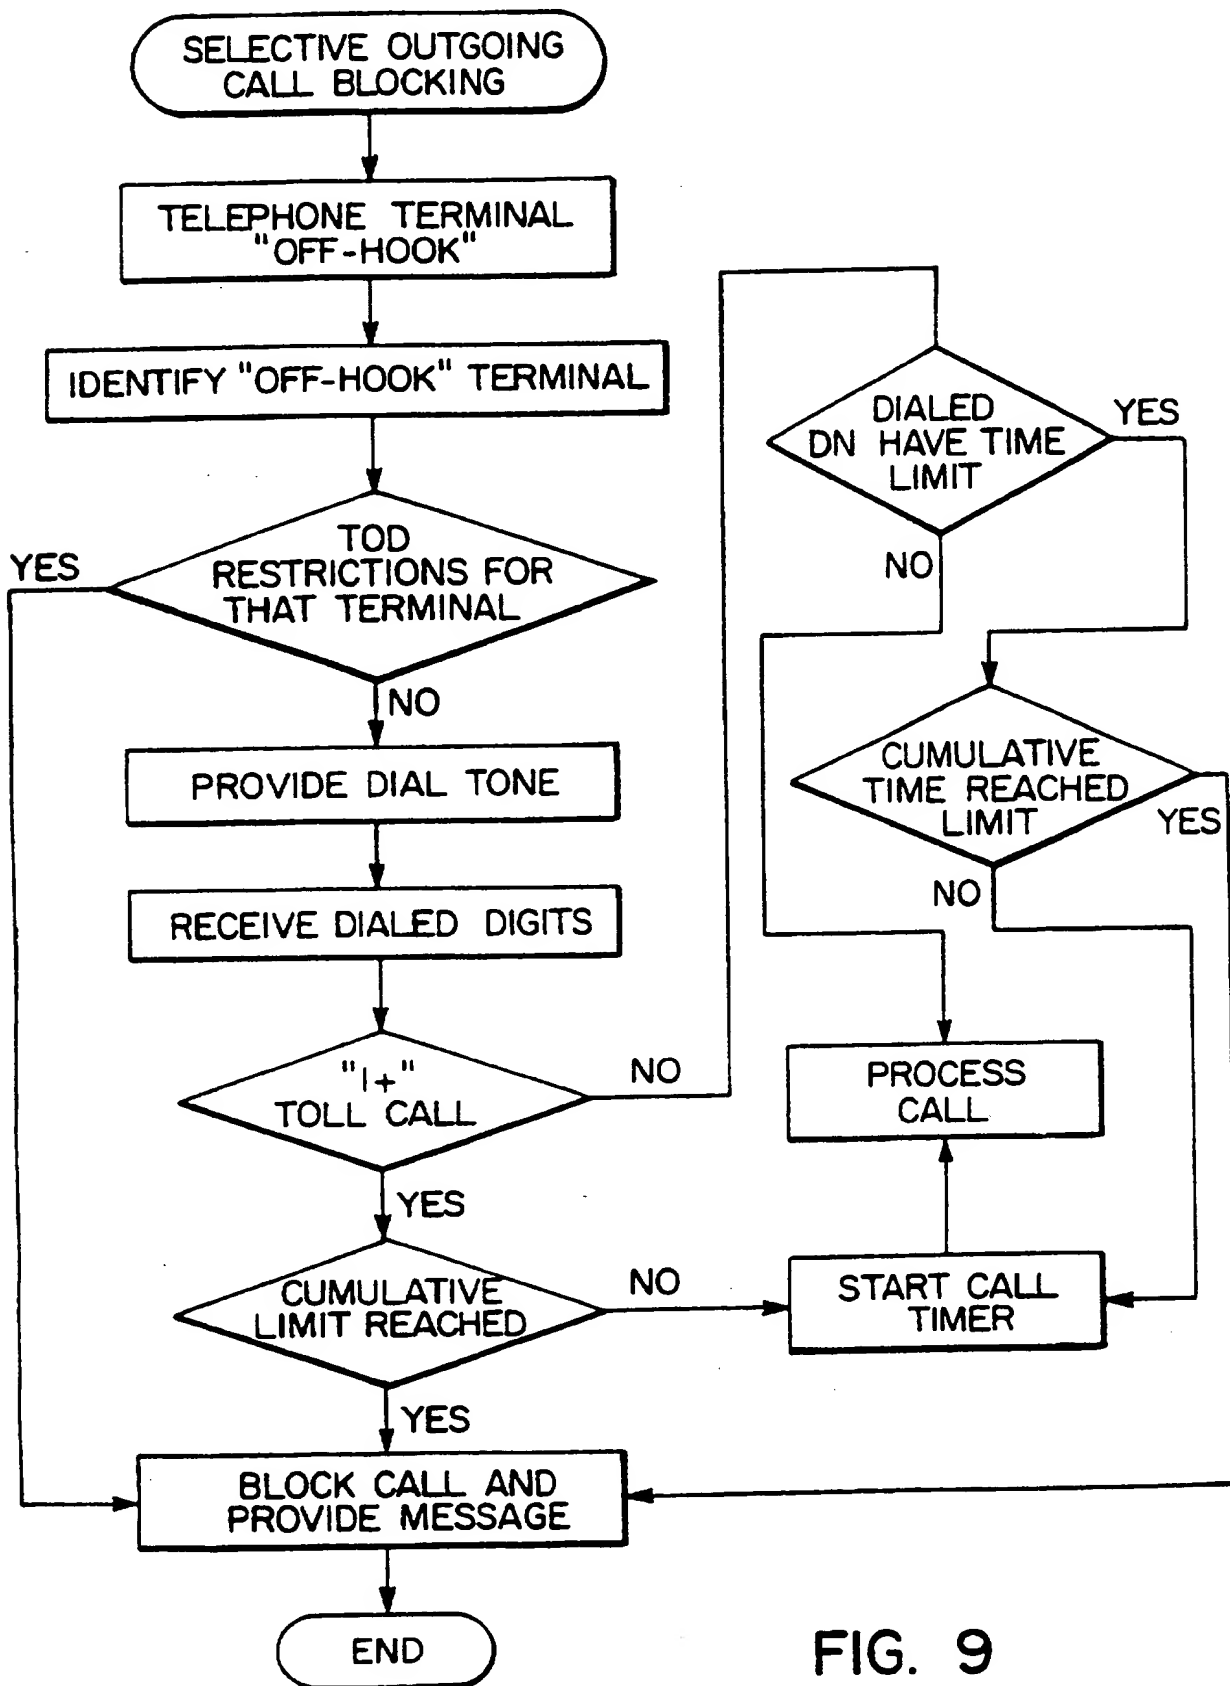 SELECTIVE OUTGOING
CALL BLOCKING
TELEPHONE TERMINAL
"OFF-HOOK"
IDENTIFY "OFF-HOOK" TERMINAL
TOD
RESTRICTIONS FOR
THAT TERMINAL
YES
NO
PROVIDE DIAL TONE
RECEIVE DIALED DIGITS
"1+"
TOLL CALL
NO
YES
CUMULATIVE
LIMIT REACHED
NO
YES
BLOCK CALL AND
PROVIDE MESSAGE
END
DIALED
DN HAVE TIME
LIMIT
YES
NO
CUMULATIVE
TIME REACHED
LIMIT
YES
NO
PROCESS
CALL
START CALL
TIMER
FIG. 9